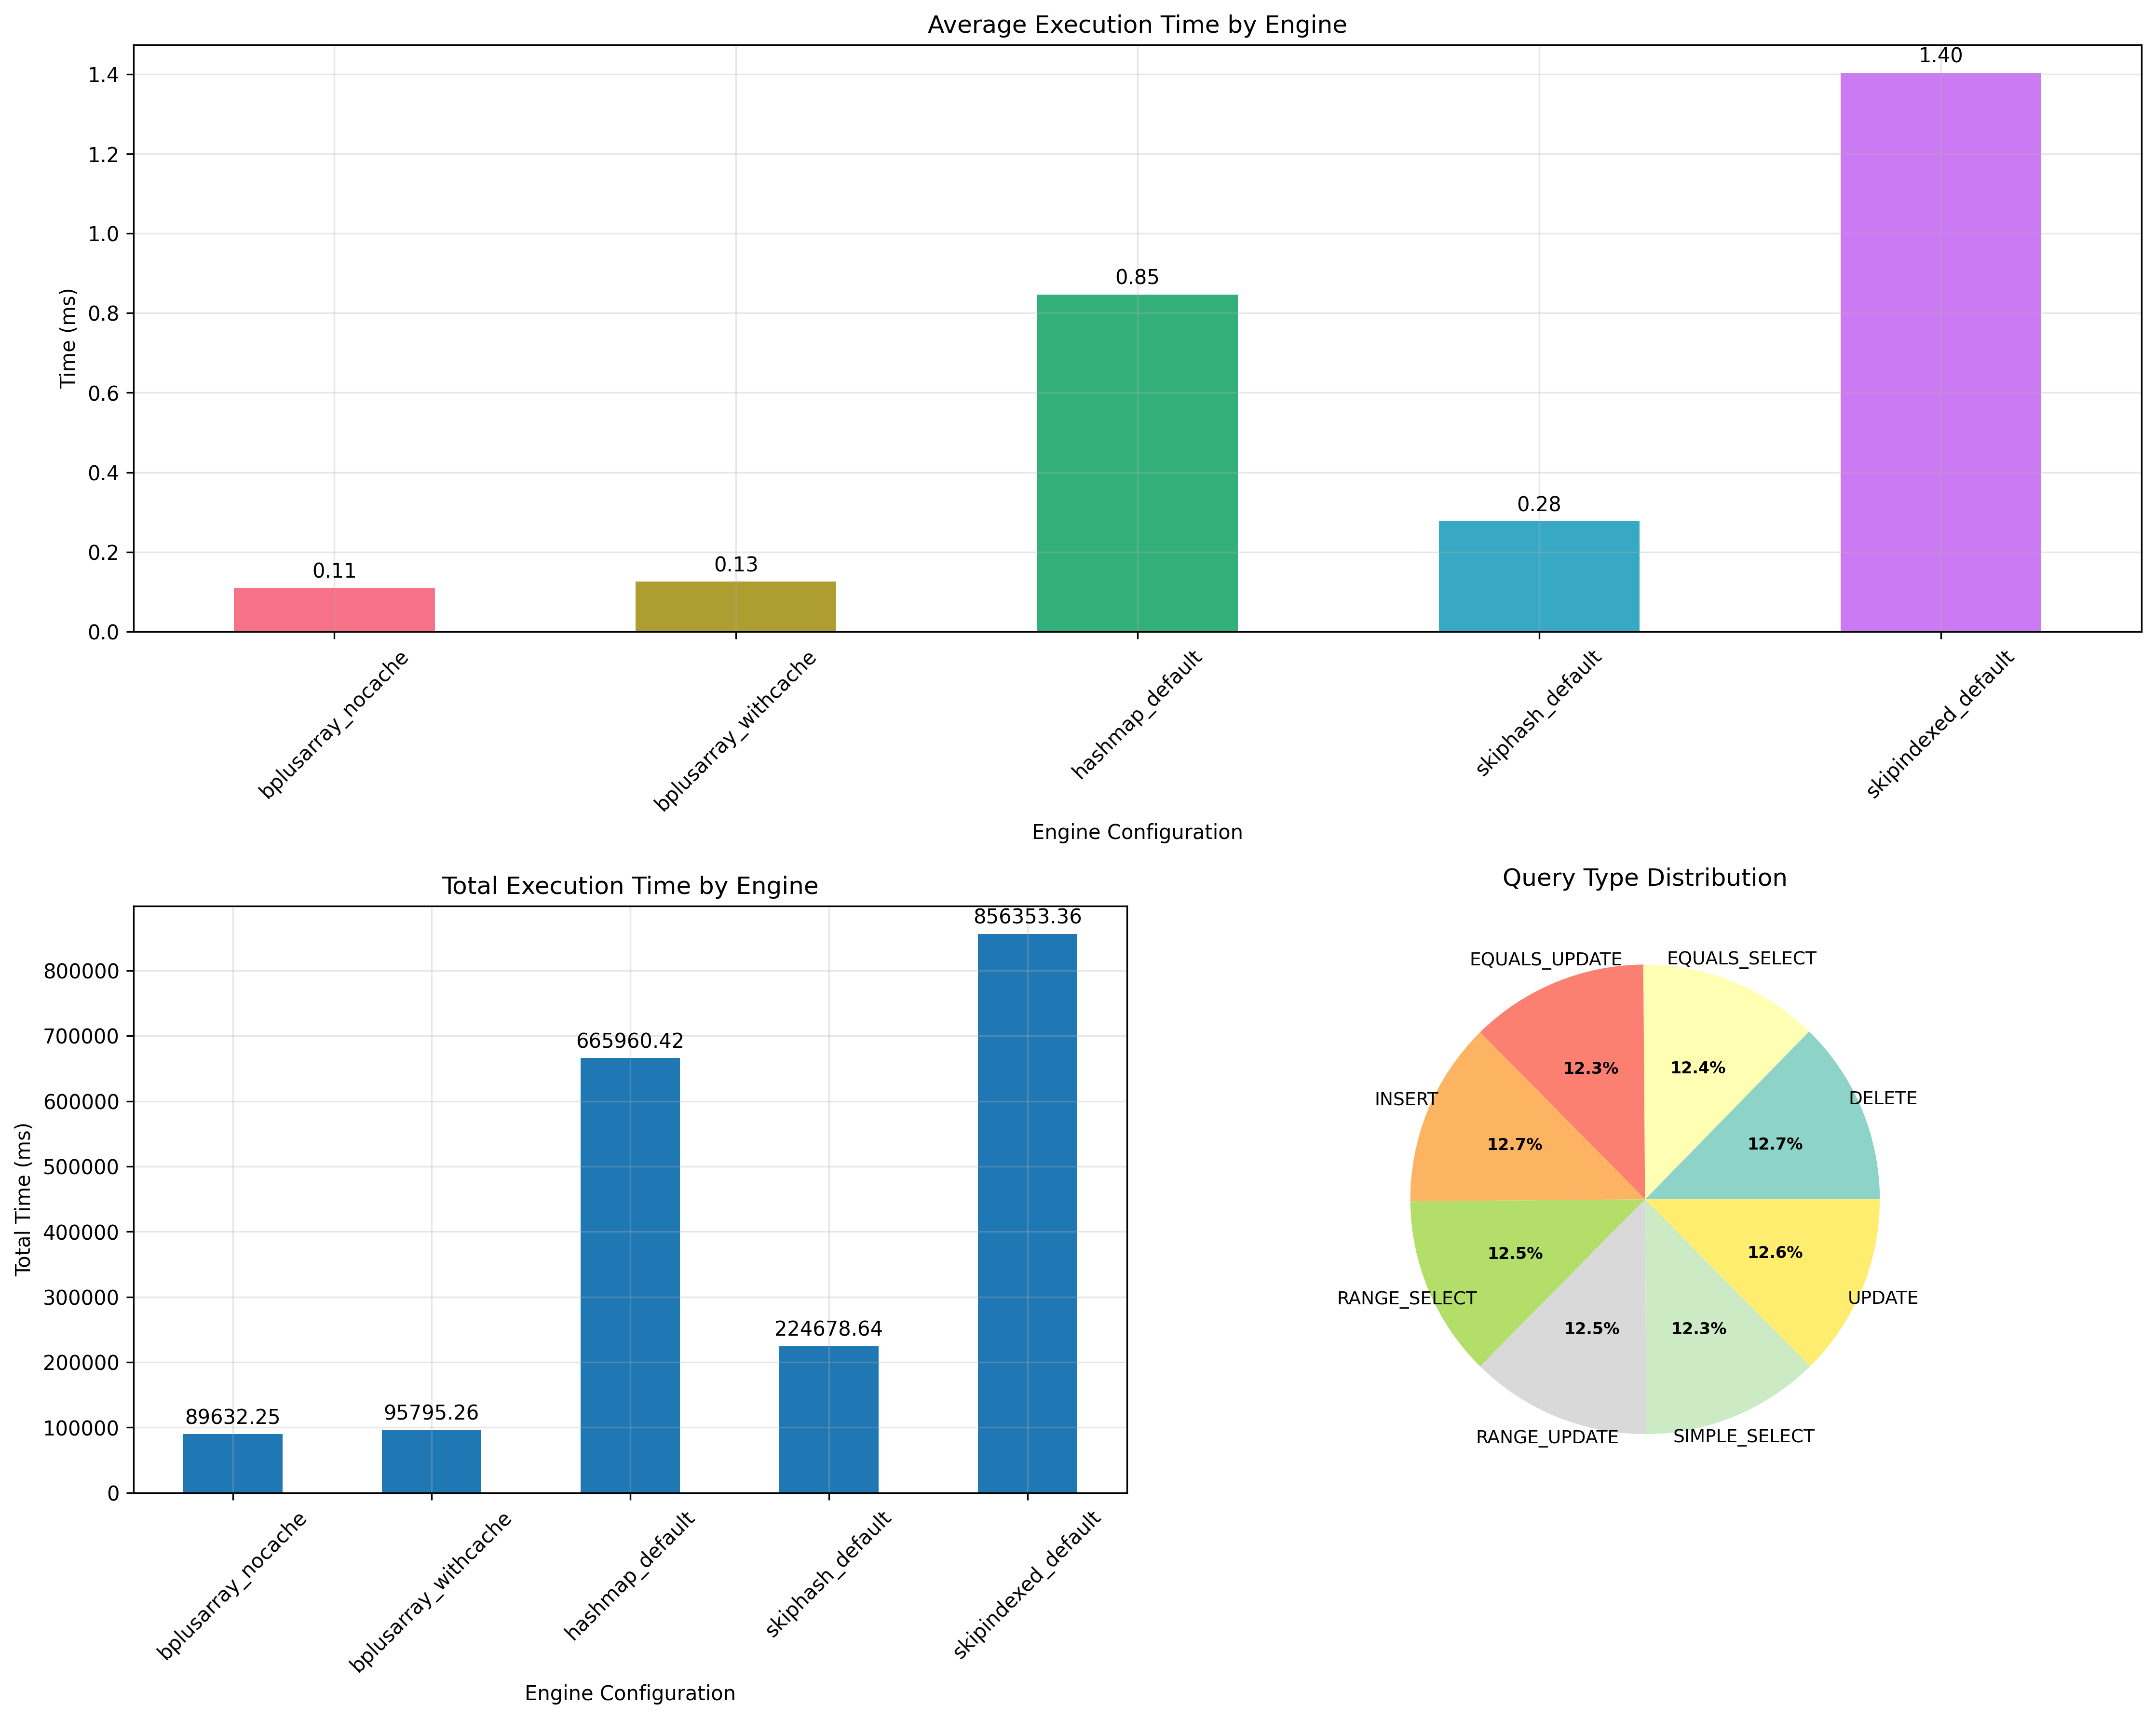 Average Execution Time by Engine
Time (ms)
1.4
1.2
1.0
0.8
0.6
0.4
0.2
0.0
0.11
0.13
0.85
0.28
1.40
bplusarray_nocache
bplusarray_withcache
hashmap_default
skiphash_default
skipindexed_default
Engine Configuration
Total Execution Time by Engine
Total Time (ms)
800000
700000
600000
500000
400000
300000
200000
100000
0
89632.25
95795.26
665960.42
224678.64
856353.36
bplusarray_nocache
bplusarray_withcache
hashmap_default
skiphash_default
skipindexed_default
Engine Configuration
Query Type Distribution
EQUALS_UPDATE
EQUALS_SELECT
12.3%
12.4%
INSERT
DELETE
12.7%
12.7%
12.5%
12.6%
RANGE_SELECT
UPDATE
12.5%
12.3%
RANGE_UPDATE
SIMPLE_SELECT